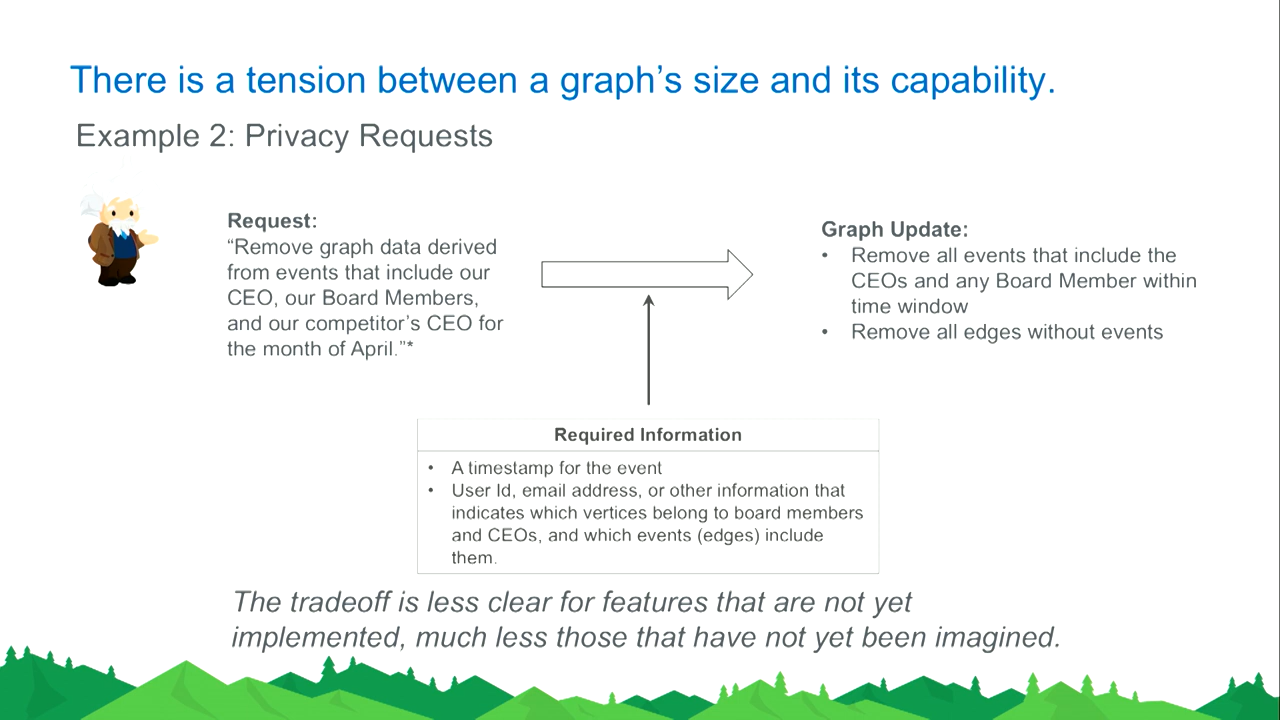 There is a tension between a graph’s size and its capability.
Example 2: Privacy Requests
Request:
“Remove graph data derived
from events that include our
CEO, our Board Members,
and our competitor’s CEO for
the month of April.”*
Graph Update:
• Remove all events that include the
CEOs and any Board Member within
time window
• Remove all edges without events
Required Information
• A timestamp for the event
• User Id, email address, or other information that
indicates which vertices belong to board members
and CEOs, and which events (edges) include
them.
The tradeoff is less clear for features that are not yet
implemented, much less those that have not yet been imagined.